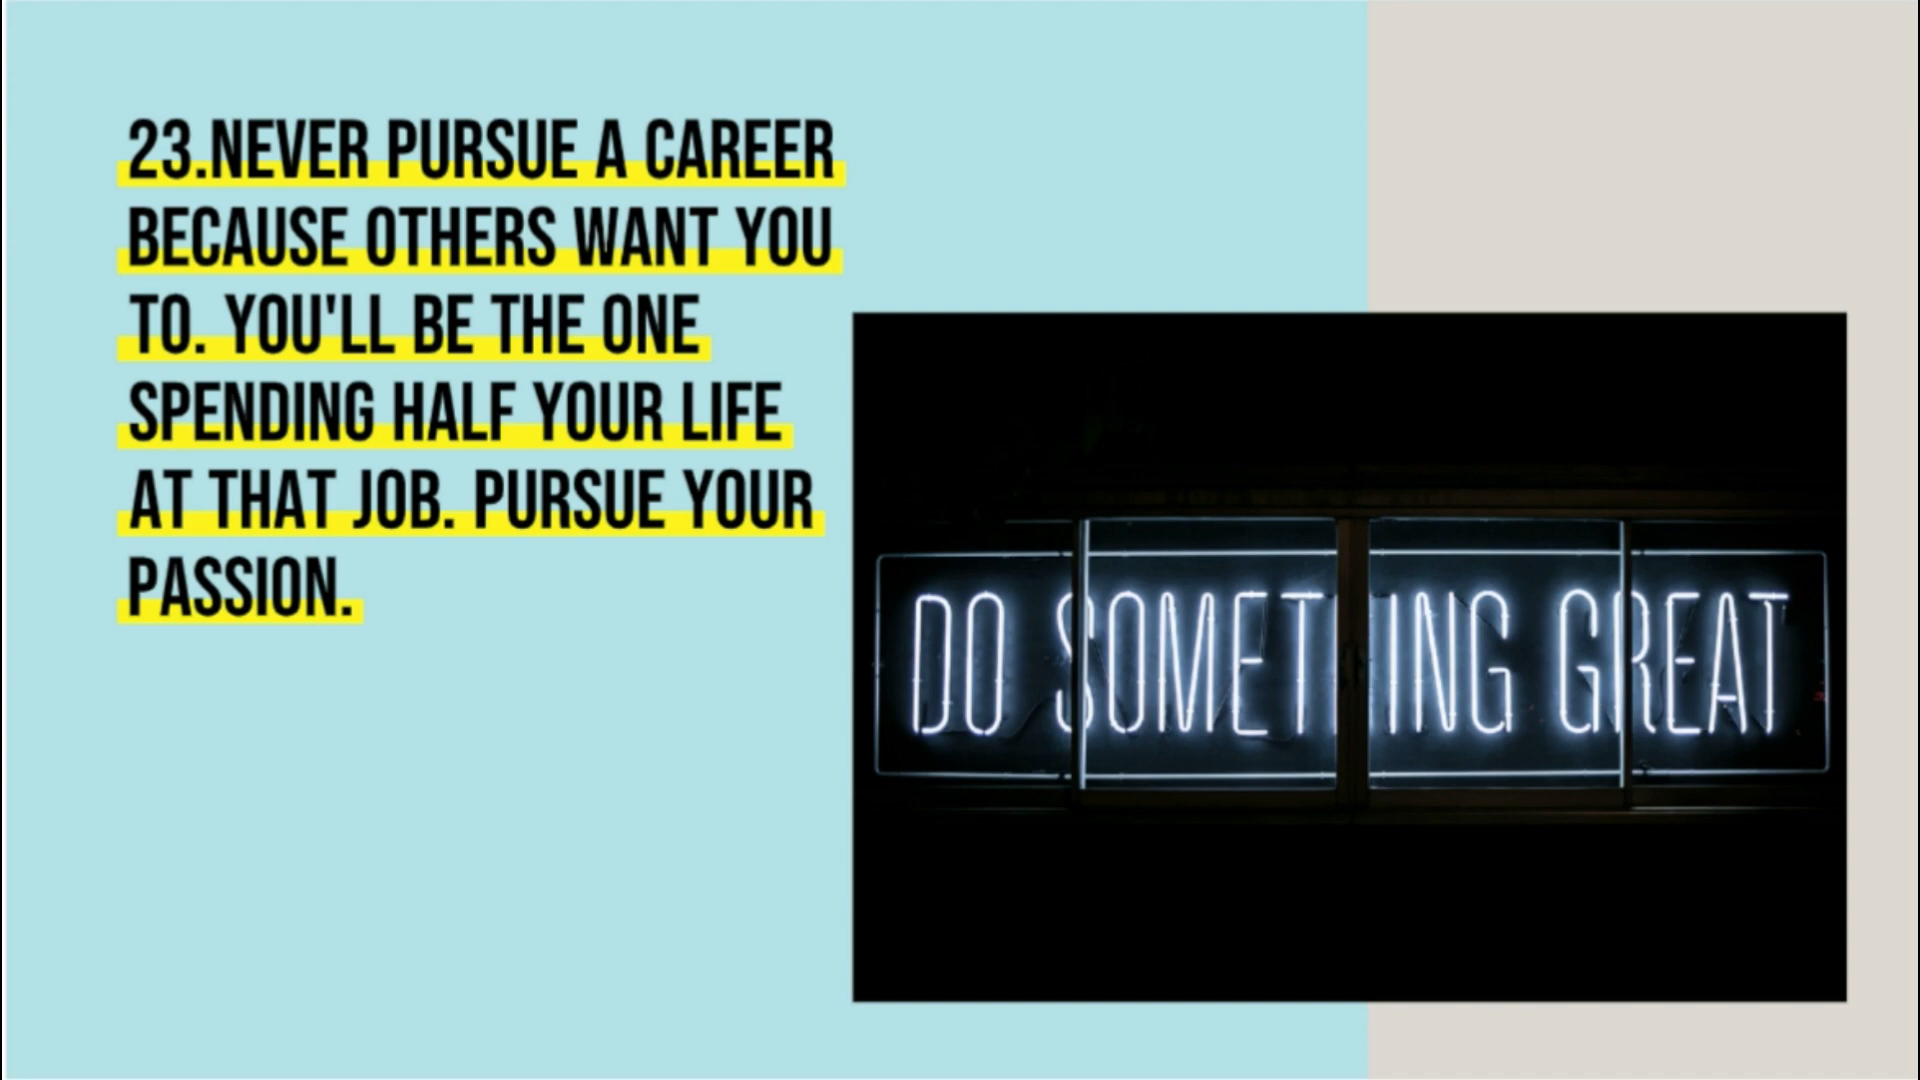 23.NEVER PURSUE A CAREER
BECAUSE OTHERS WANT YOU
TO. YOU'LL BE THE ONE
SPENDING HALF YOUR LIFE
AT THAT JOB. PURSUE YOUR
PASSION.
DO SOMETHING GREAT